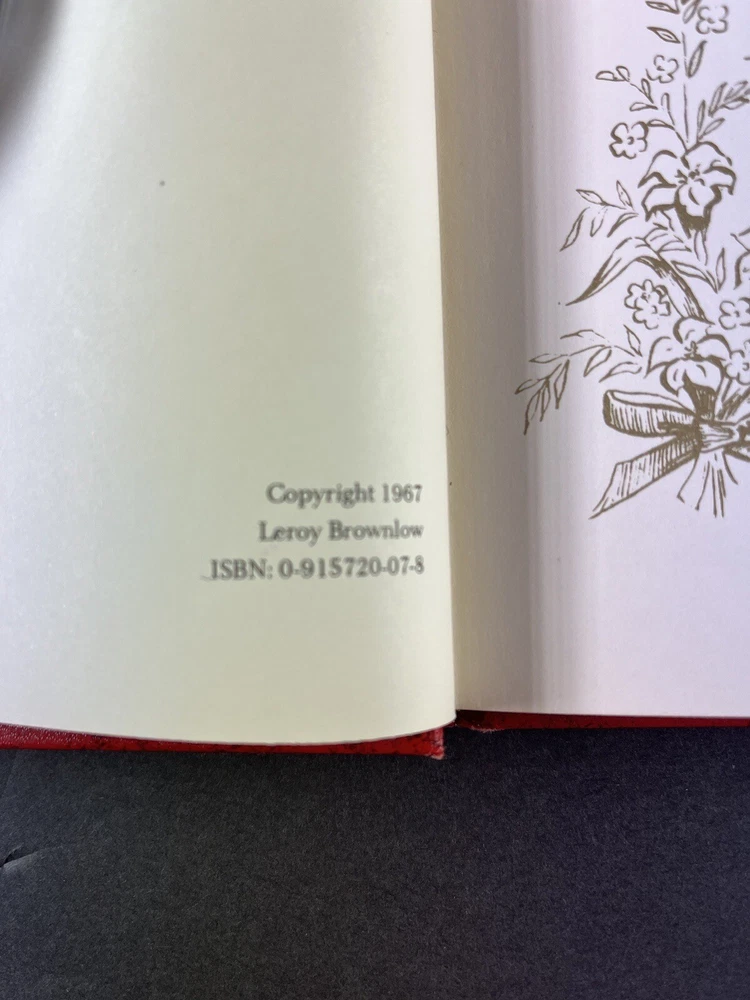 Copyright 1967
Leroy Brownlow
ISBN: 0-915720-07-8